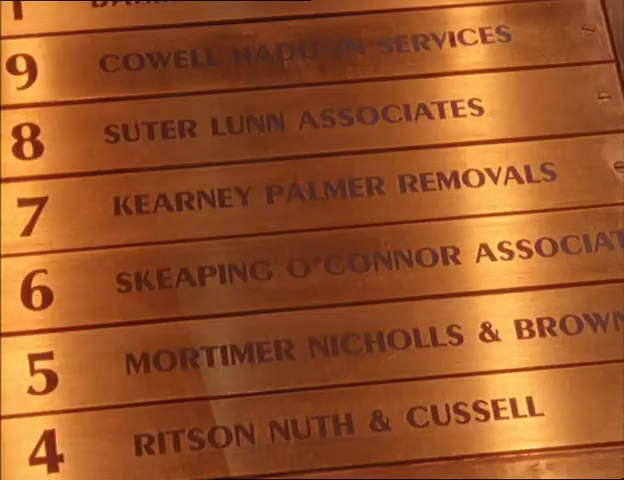 9 COWELL HADDON SERVICES
8 SUTER LUNN ASSOCIATES
7 KEARNEY PALMER REMOVALS
6 SKEAPING O'CONNOR ASSOCIAT
5 MORTIMER NICHOLLS & BROWN
4 RITSON NUTH & CUSSELL